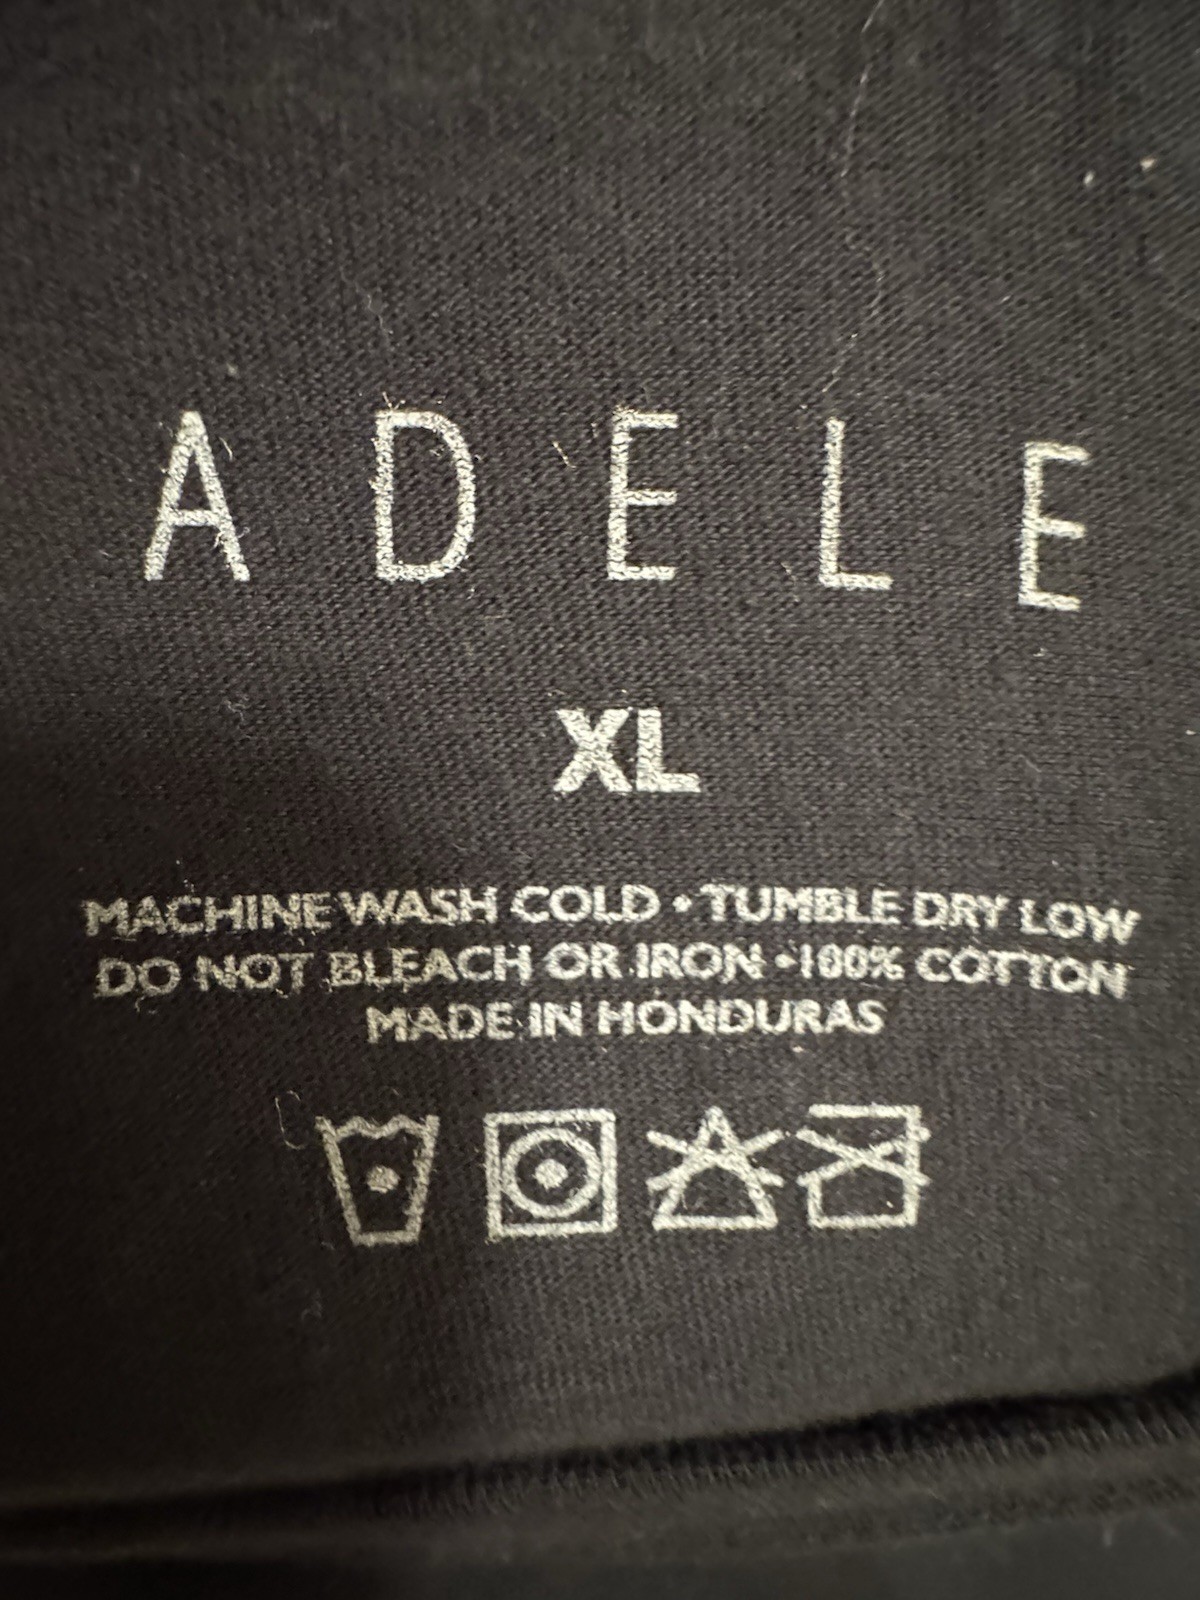 ADELE
XL
MACHINE WASH COLD • TUMBLE DRY LOW
DO NOT BLEACH OR IRON • 100% COTTON
MADE IN HONDURAS